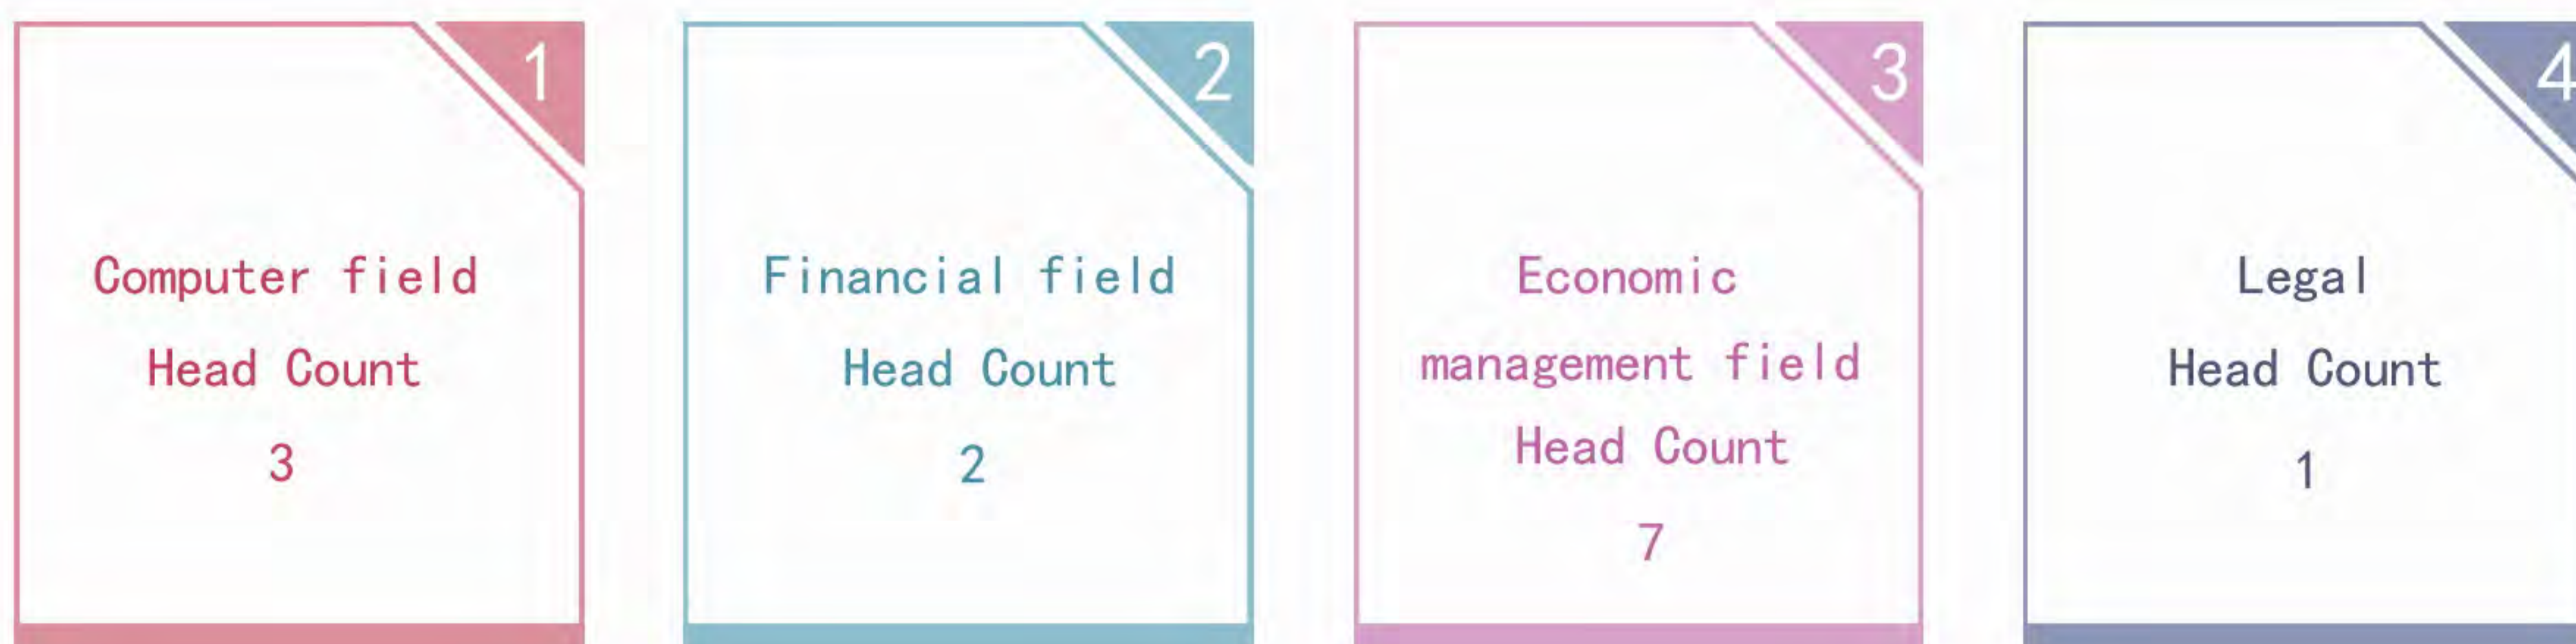 1
Computer field
Head Count
3
2
Financial field
Head Count
2
3
Economic
management field
Head Count
7
4
Legal
Head Count
1